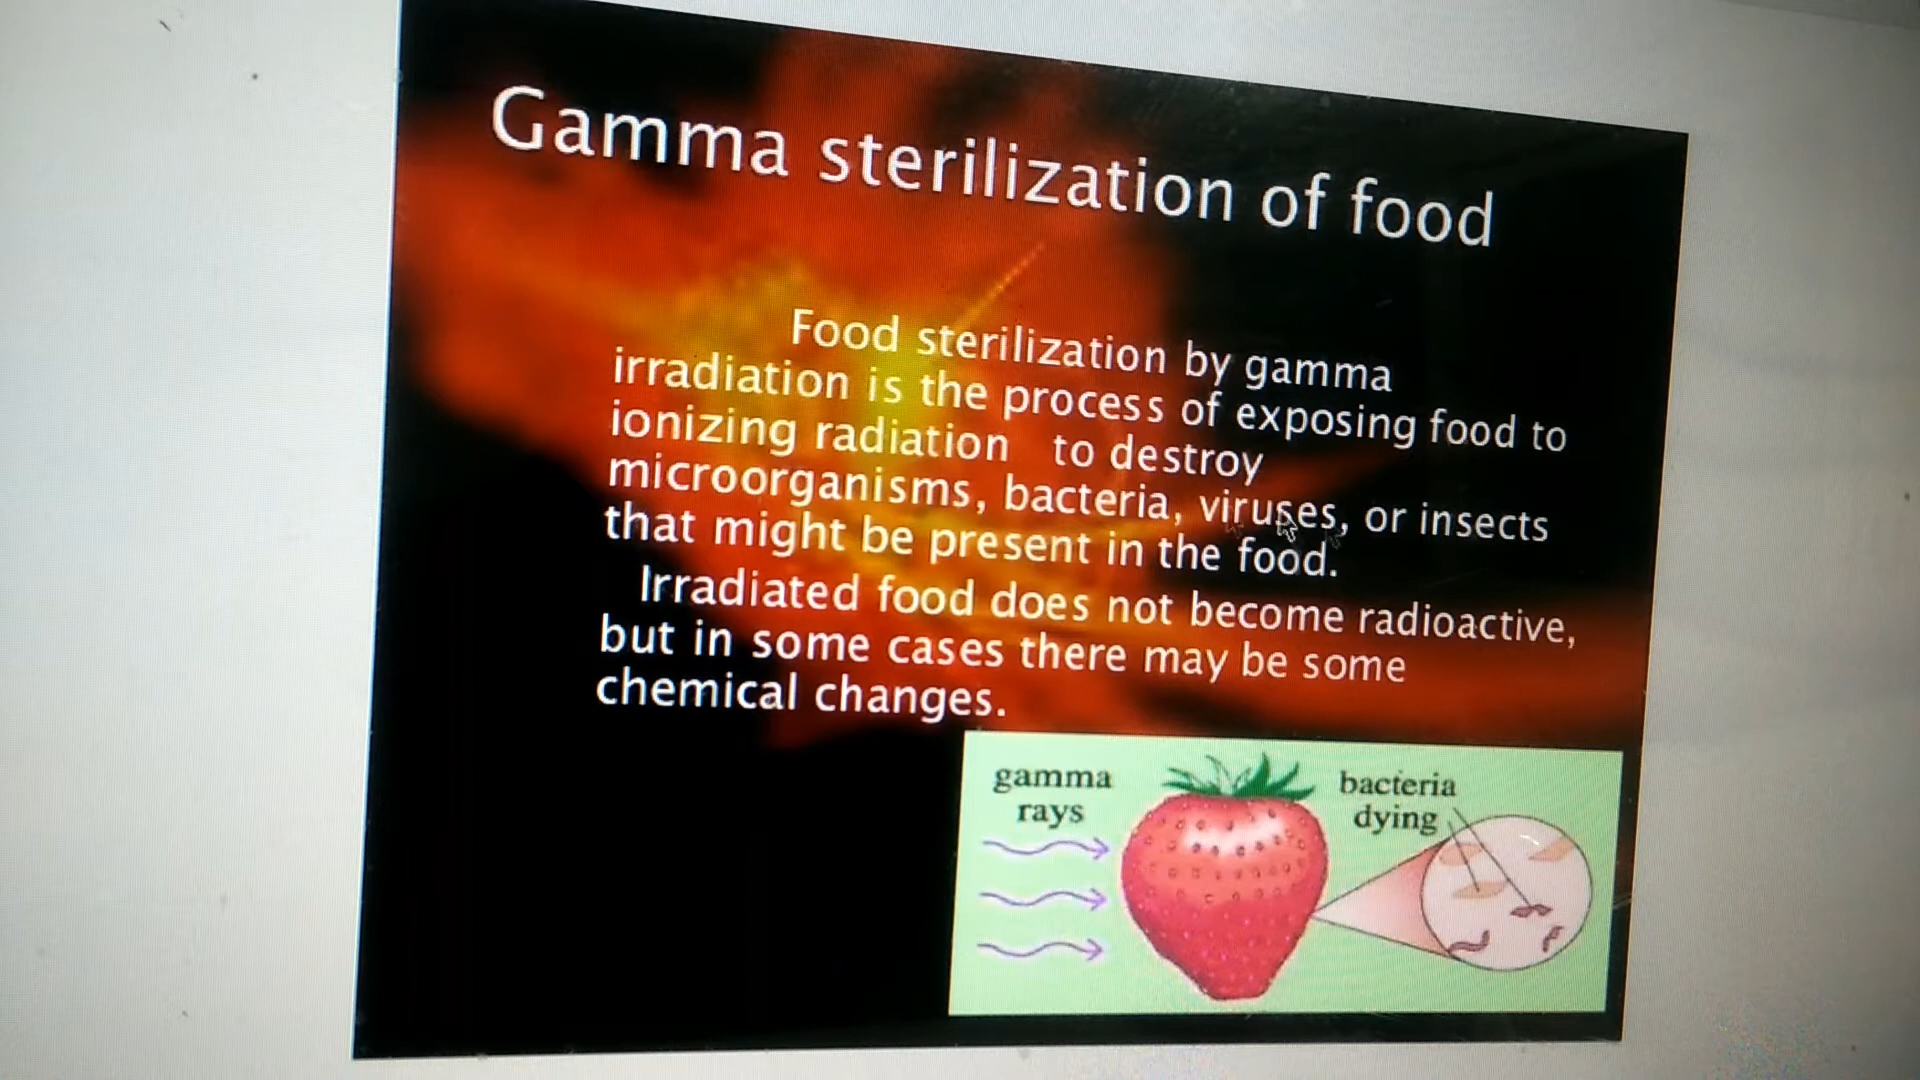 Gamma sterilization of food
Food sterilization by gamma
irradiation is the process of exposing food to
ionizing radiation to destroy
microorganisms, bacteria, viruses, or insects
that might be present in the food.
Irradiated food does not become radioactive,
but in some cases there may be some
chemical changes.
gamma
rays
bacteria
dying